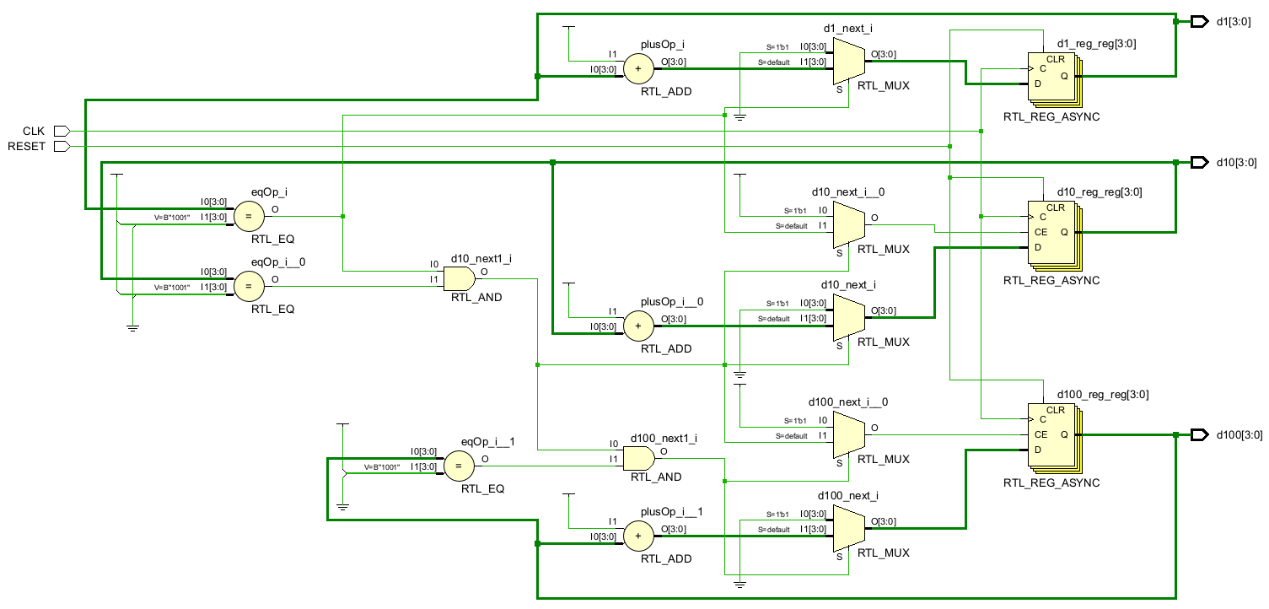 d1[3:0]
d1_next_i
plusOp_i
d1_reg_reg[3:0]
I1
S=1'b1 I0[3:0]
O[3:0]
CLR
+
O[3:0]
S=default I1[3:0]
C
Q
I0[3:0]
D
S
RTL_MUX
RTL_ADD
RTL_REG_ASYNC
CLK
RESET
d10[3:0]
eqOp_i
d10_next_i__0
d10_reg_reg[3:0]
I0[3:0]
O
S=1'b1 I0
O
CLR
V=B"1001" I1[3:0]
=
S=default I1
C
CE Q
RTL_EQ
S
RTL_MUX
D
eqOp_i__0
d10_next1_i
I0[3:0]
O
I0
O
V=B"1001" I1[3:0]
=
I1
RTL_REG_ASYNC
RTL_EQ
RTL_AND
d10_next_i
plusOp_i__0
S=1'b1 I0[3:0]
O[3:0]
I1
O[3:0]
S=default I1[3:0]
I0[3:0]
+
S
RTL_MUX
RTL_ADD
d100_next_i__0
d100_reg_reg[3:0]
CLR
S=1'b1 I0
O
C
d100[3:0]
eqOp_i__1
d100_next1_i
S=default I1
CE Q
I0[3:0]
O
I0
O
D
V=B"1001" I1[3:0]
=
I1
S
RTL_MUX
RTL_EQ
RTL_AND
RTL_REG_ASYNC
d100_next_i
plusOp_i__1
S=1'b1 I0[3:0]
O[3:0]
I1
O[3:0]
S=default I1[3:0]
I0[3:0]
+
S
RTL_MUX
RTL_ADD